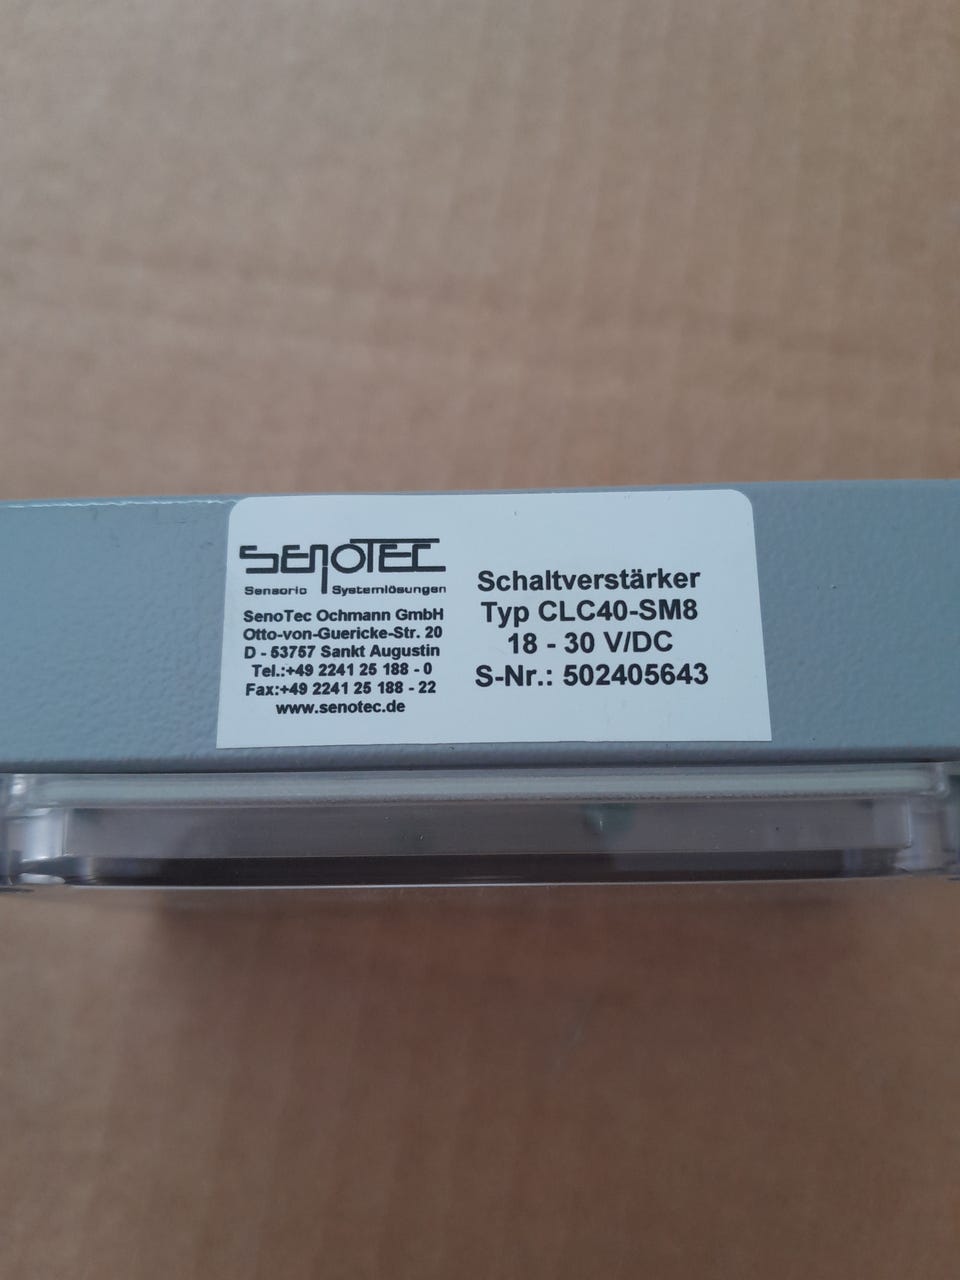 SENOTEC
Sensoric Systemlösungen
SenoTec Ochmann GmbH
Otto-von-Guericke-Str. 20
D - 53757 Sankt Augustin
Tel.:+49 2241 25 188 - 0
Fax:+49 2241 25 188 - 22
www.senotec.de
Schaltverstärker
Typ CLC40-SM8
18 - 30 V/DC
S-Nr.: 502405643